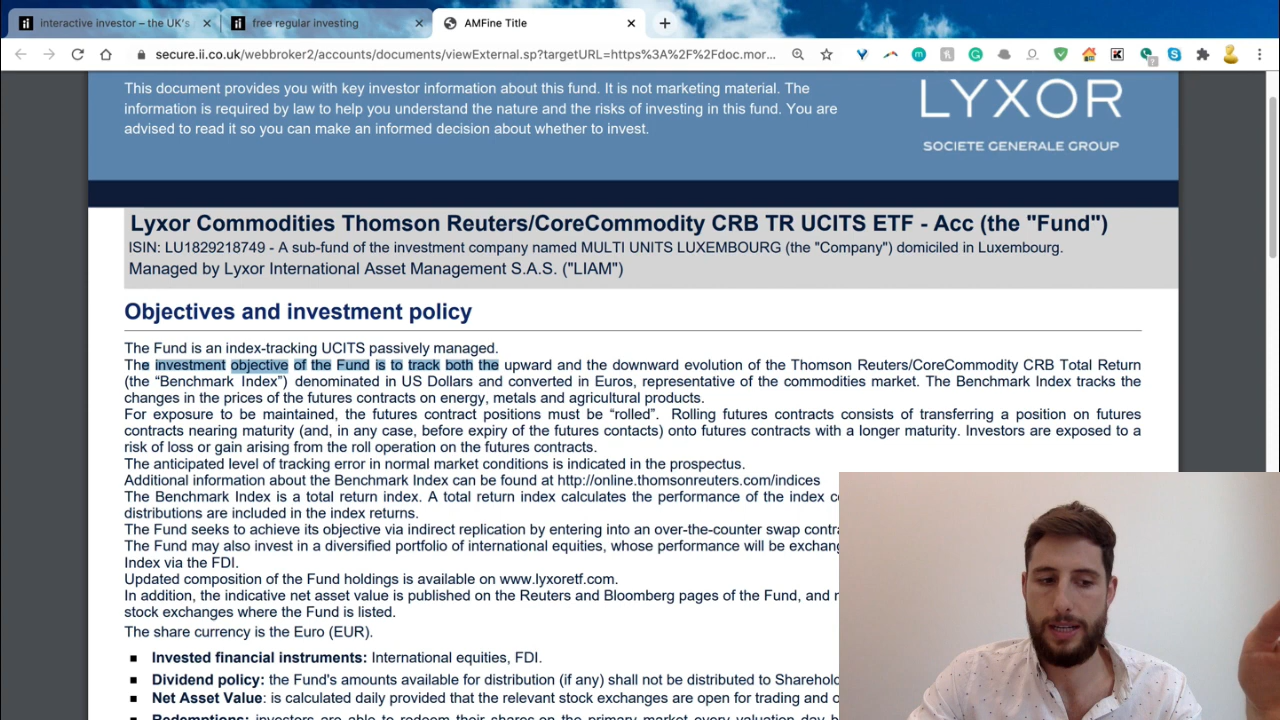 interactive investor – the UK's
free regular investing
AMFine Title
secure.ii.co.uk/webbroker2/accounts/documents/viewExternal.sp?targetURL=https%3A%2F%2Fdoc.mor...
This document provides you with key investor information about this fund. It is not marketing material. The
information is required by law to help you understand the nature and the risks of investing in this fund. You are
advised to read it so you can make an informed decision about whether to invest.
LYXOR
SOCIETE GENERALE GROUP
Lyxor Commodities Thomson Reuters/CoreCommodity CRB TR UCITS ETF - Acc (the "Fund")
ISIN: LU1829218749 - A sub-fund of the investment company named MULTI UNITS LUXEMBOURG (the "Company") domiciled in Luxembourg.
Managed by Lyxor International Asset Management S.A.S. ("LIAM")
Objectives and investment policy
The Fund is an index-tracking UCITS passively managed.
The investment objective of the Fund is to track both the upward and the downward evolution of the Thomson Reuters/CoreCommodity CRB Total Return
(the “Benchmark Index”) denominated in US Dollars and converted in Euros, representative of the commodities market. The Benchmark Index tracks the
changes in the prices of the futures contracts on energy, metals and agricultural products.
For exposure to be maintained, the futures contract positions must be “rolled”. Rolling futures contracts consists of transferring a position on futures
contracts nearing maturity (and, in any case, before expiry of the futures contacts) onto futures contracts with a longer maturity. Investors are exposed to a
risk of loss or gain arising from the roll operation on the futures contracts.
The anticipated level of tracking error in normal market conditions is indicated in the prospectus.
Additional information about the Benchmark Index can be found at http://online.thomsonreuters.com/indices
The Benchmark Index is a total return index. A total return index calculates the performance of the index
distributions are included in the index returns.
The Fund seeks to achieve its objective via indirect replication by entering into an over-the-counter swap
The Fund may also invest in a diversified portfolio of international equities, whose performance will be
Index via the FDI.
Updated composition of the Fund holdings is available on www.lyxoretf.com.
In addition, the indicative net asset value is published on the Reuters and Bloomberg pages of the Fund, and
stock exchanges where the Fund is listed.
The share currency is the Euro (EUR).
■ Invested financial instruments: International equities, FDI.
■ Dividend policy: the Fund's amounts available for distribution (if any) shall not be distributed to
■ Net Asset Value: is calculated daily provided that the relevant stock exchanges are open for trading and
■ Redemptions: investors are able to redeem their shares on the primary market every valuation day